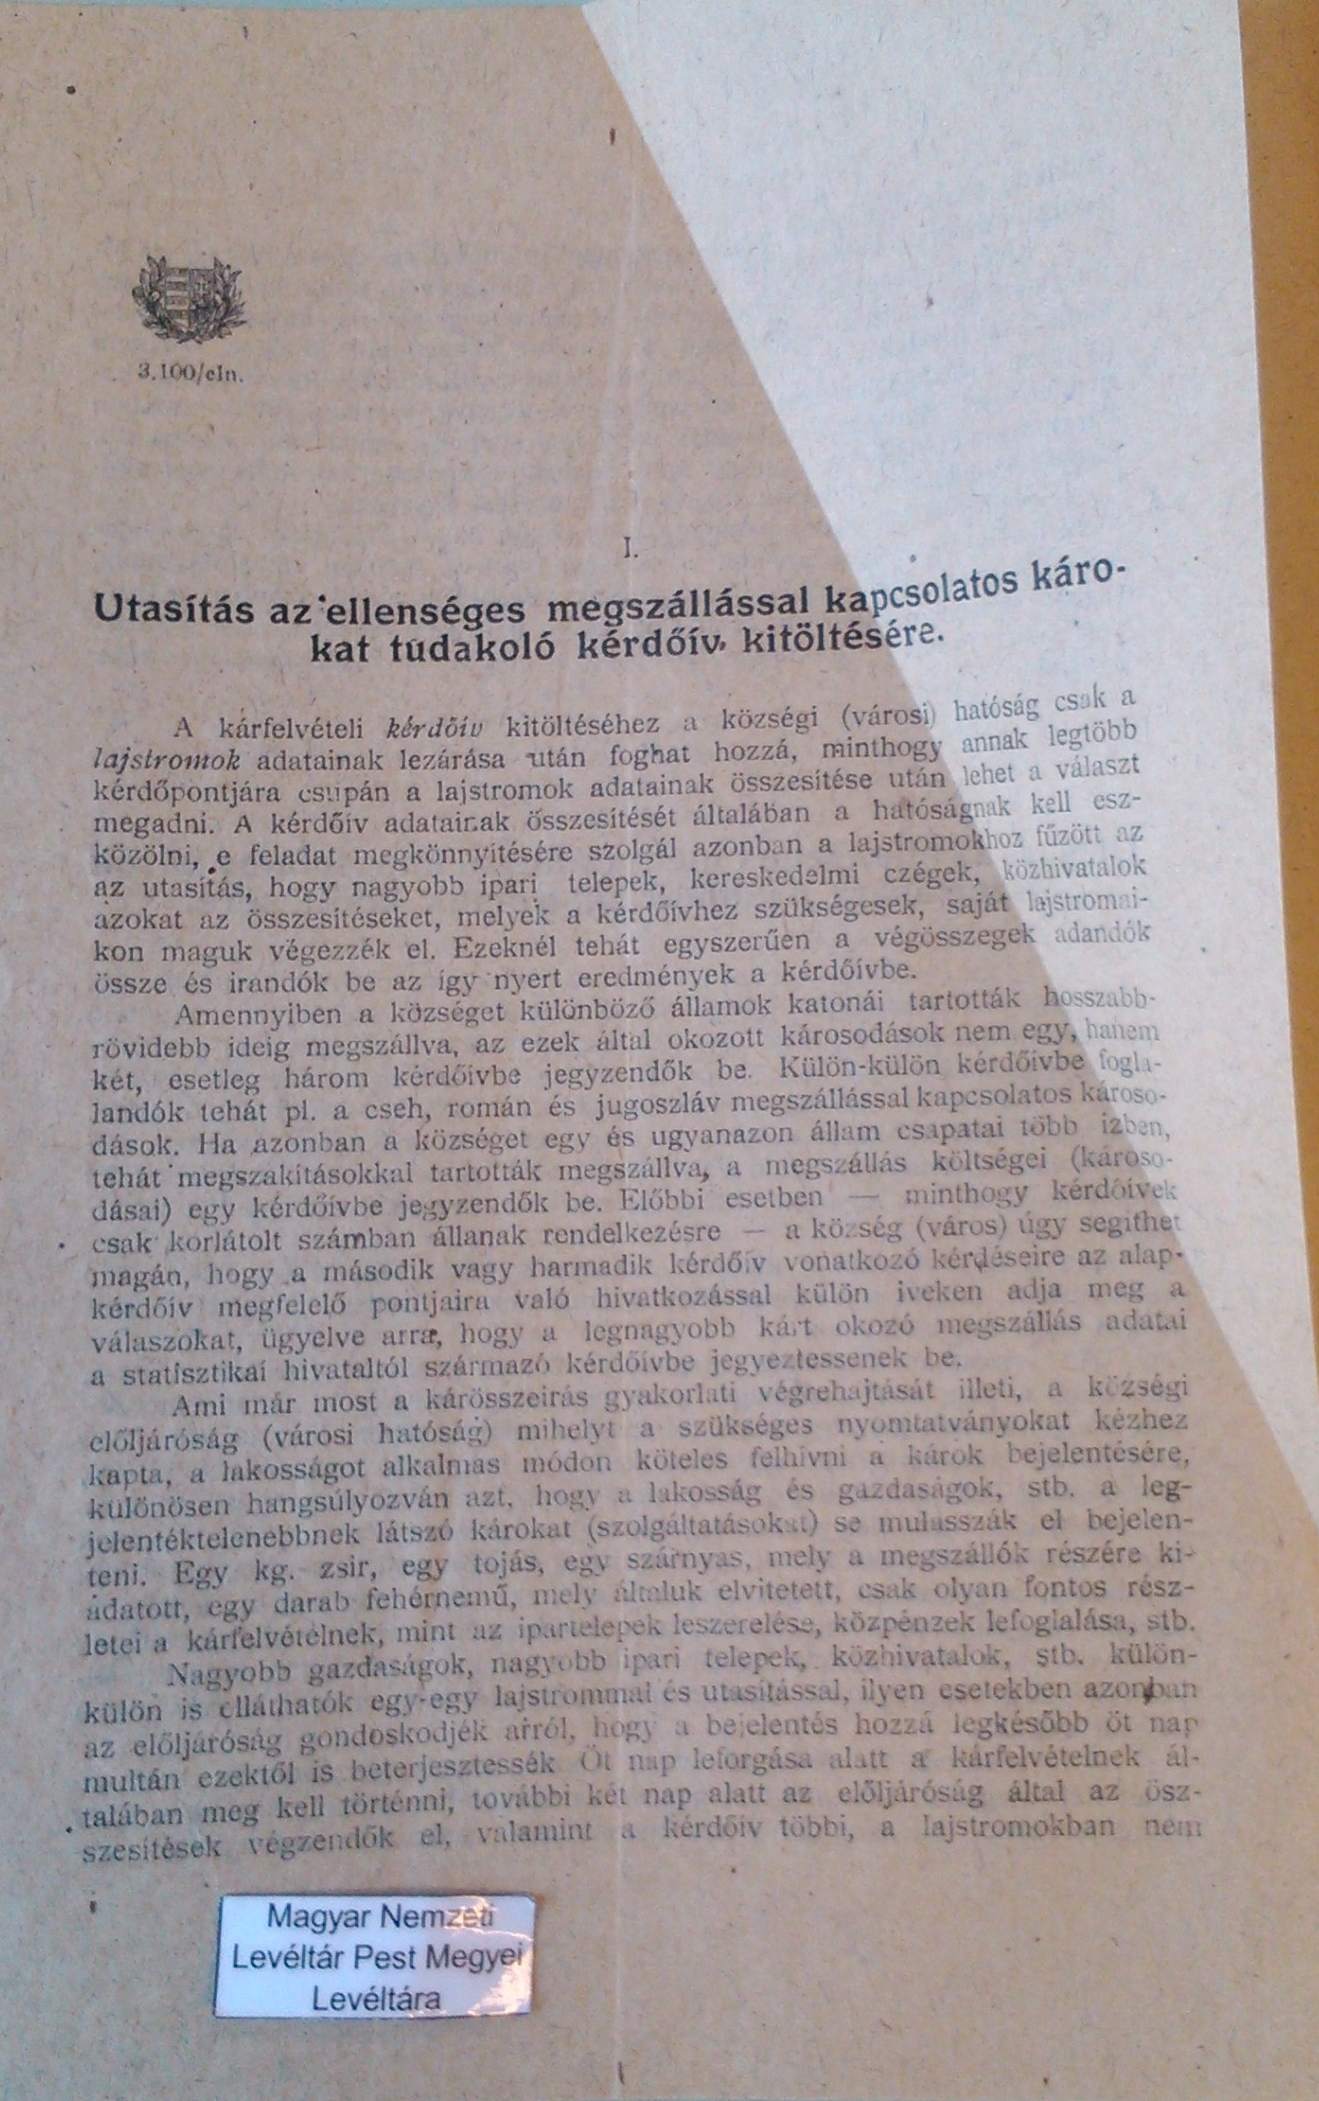 3.100/eln.
I.
Utasítás az ellenséges megszállással kapcsolatos káro-
kat tudakoló kérdőív kitöltésére.
A kárfelvételi kérdőív kitöltéséhez a községi (városi) hatóság csak a
lajstromok adatainak lezárása után foghat hozzá, minthogy annak legtöbb
kérdőpontjára csupán a lajstromok adatainak összesítése után lehet a választ
megadni. A kérdőív adatainak összesítését általában a hatóságnak kell esz-
közölni, e feladat megkönnyítésére szolgál azonban a lajstromokhoz fűzött az
az utasítás, hogy nagyobb ipari telepek, kereskedelmi czégek, közhivatalok
azokat az összesítéseket, melyek a kérdőívhez szükségesek, saját lajstromai-
kon maguk végezzék el. Ezeknél tehát egyszerűen a végösszegek adandók
össze és irandók be az így nyert eredmények a kérdőívbe.
Amennyiben a községet különböző államok katonái tartották hosszabb-
rövidebb ideig megszállva, az ezek által okozott károsodások nem egy, hanem
két, esetleg három kérdőívbe jegyzendők be. Külön-külön kérdőívbe fogla-
landók tehát pl. a cseh, román és jugoszláv megszállással kapcsolatos károso-
dások. Ha azonban a községet egy és ugyanazon állam csapatai több izben,
tehát megszakításokkal tartották megszállva, a megszállás költségei (károso-
dásai) egy kérdőívbe jegyzendők be. Előbbi esetben — minthogy kérdőívek
csak korlátolt számban állanak rendelkezésre — a község (város) úgy segíthet
magán, hogy a második vagy harmadik kérdőív vonatkozó kérdéseire az alap-
kérdőív megfelelő pontjaira való hivatkozással külön iveken adja meg a
válaszokat, ügyelve arra, hogy a legnagyobb kárt okozó megszállás adatai
a statisztikai hivataltól származó kérdőívbe jegyeztessenek be.
Ami már most a kárösszeirás gyakorlati végrehajtását illeti, a községi
előljáróság (városi hatóság) mihelyt a szükséges nyomtatványokat kézhez
kapta, a lakosságot alkalmas módon köteles felhívni a károk bejelentésére,
különösen hangsúlyozván azt, hogy a lakosság és gazdaságok, stb. a leg-
jelentéktelenebbnek látszó károkat (szolgáltatásokat) se mulasszák el bejelen-
teni. Egy kg. zsir, egy tojás, egy szárnyas, mely a megszállók részére ki-
adatott, egy darab fehérnemű, mely általuk elvitetett, csak olyan fontos rész-
letei a kárfelvételnek, mint az ipartelepek leszerelése, közpénzek lefoglalása, stb.
Nagyobb gazdaságok, nagyobb ipari telepek, közhivatalok, stb. külön-
külön is elláthatók egy-egy lajstrommal és utasítással, ilyen esetekben azonban
az előljáróság gondoskodjék arról, hogy a bejelentés hozzá legkésőbb öt nap
multán ezektől is beterjesztessék. Öt nap leforgása alatt a kárfelvételnek ál-
talában meg kell történni, további két nap alatt az előljáróság által az ösz-
szesítések végzendők el, valamint a kérdőív többi, a lajstromokban nem
Magyar Nemzeti
Levéltár Pest Megyei
Levéltára